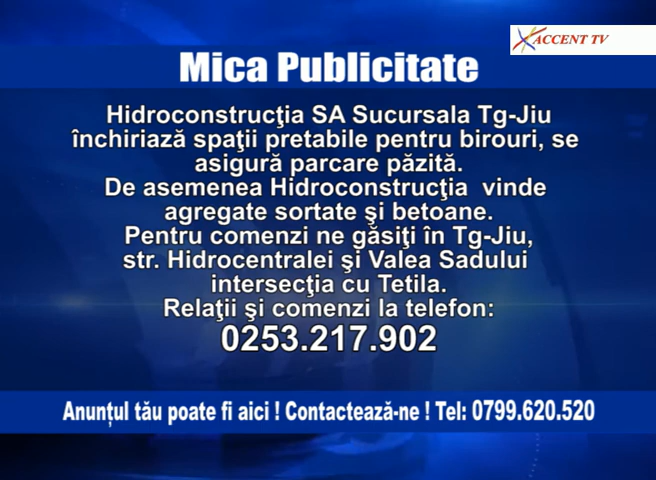 ACCENT TV
Mica Publicitate
Hidroconstrucţia SA Sucursala Tg-Jiu
închiriază spaţii pretabile pentru birouri, se
asigură parcare păzită.
De asemenea Hidroconstrucţia  vinde
agregate sortate şi betoane.
Pentru comenzi ne găsiţi în Tg-Jiu,
str. Hidrocentralei şi Valea Sadului
intersecţia cu Tetila.
Relaţii şi comenzi la telefon:
0253.217.902
Anunțul tău poate fi aici ! Contactează-ne ! Tel: 0799.620.520